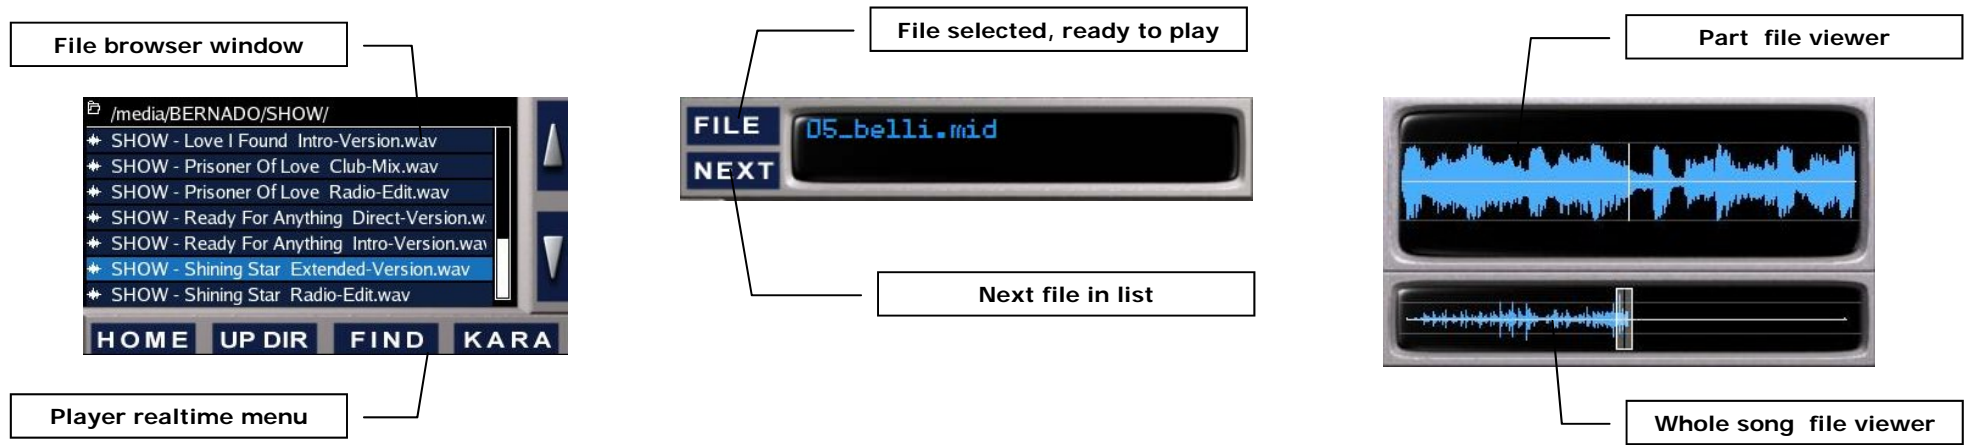 File browser window
/media/BERNADO/SHOW/
SHOW - Love I Found  Intro-Version.wav
SHOW - Prisoner Of Love  Club-Mix.wav
SHOW - Prisoner Of Love  Radio-Edit.wav
SHOW - Ready For Anything  Direct-Version.w
SHOW - Ready For Anything  Intro-Version.wav
SHOW - Shining Star  Extended-Version.wav
SHOW - Shining Star  Radio-Edit.wav
HOME UP DIR FIND KARA
Player realtime menu
File selected, ready to play
FILE 05_belli.mid
NEXT
Next file in list
Part  file viewer
Whole song  file viewer